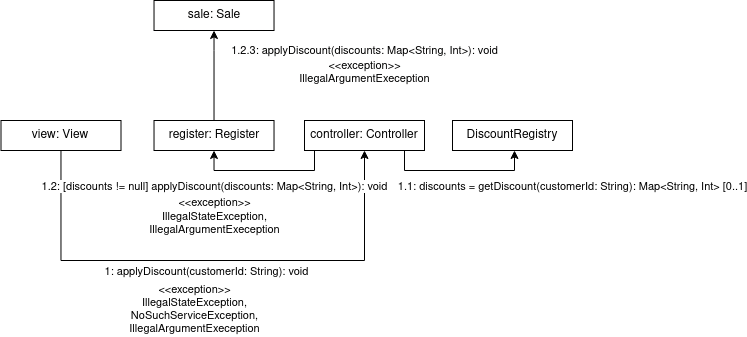 sale: Sale
1.2.3: applyDiscount(discounts: Map<String, Int>): void
<<exception>>
IllegalArgumentExeception
view: View
register: Register
controller: Controller
DiscountRegistry
1.2: [discounts != null] applyDiscount(discounts: Map<String, Int>): void
1.1: discounts = getDiscount(customerId: String): Map<String, Int> [0..1]
<<exception>>
IllegalStateException,
IllegalArgumentExeception
1: applyDiscount(customerId: String): void
<<exception>>
IllegalStateException,
NoSuchServiceException,
IllegalArgumentExeception